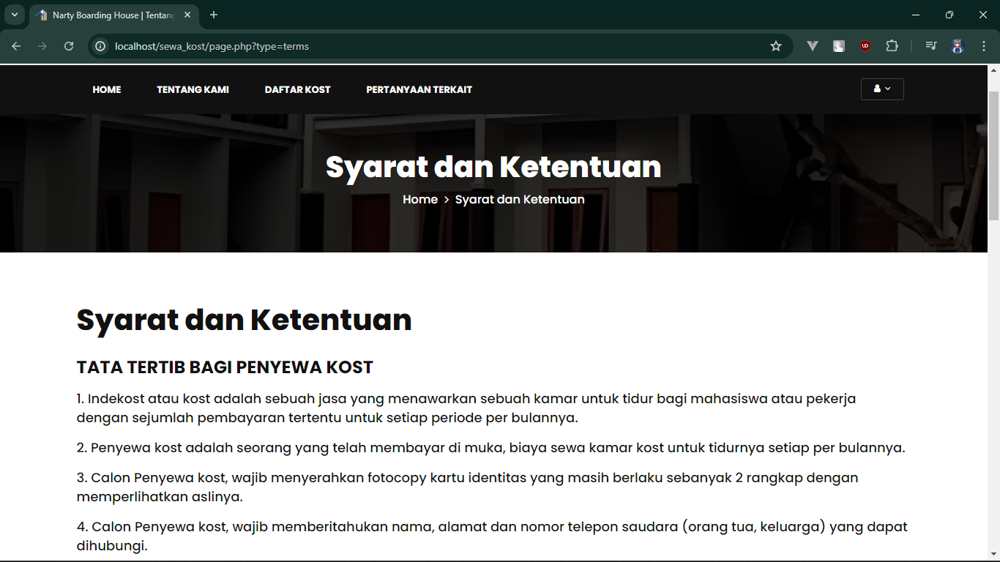 Narty Boarding House | Tentang
localhost/sewa_kost/page.php?type=terms
HOME
TENTANG KAMI
DAFTAR KOST
PERTANYAAN TERKAIT
Syarat dan Ketentuan
Home > Syarat dan Ketentuan
Syarat dan Ketentuan
TATA TERTIB BAGI PENYEWA KOST
1. Indekost atau kost adalah sebuah jasa yang menawarkan sebuah kamar untuk tidur bagi mahasiswa atau pekerja
dengan sejumlah pembayaran tertentu untuk setiap periode per bulannya.
2. Penyewa kost adalah seorang yang telah membayar di muka, biaya sewa kamar kost untuk tidurnya setiap per bulannya.
3. Calon Penyewa kost, wajib menyerahkan fotocopy kartu identitas yang masih berlaku sebanyak 2 rangkap dengan
memperlihatkan aslinya.
4. Calon Penyewa kost, wajib memberitahukan nama, alamat dan nomor telepon saudara (orang tua, keluarga) yang dapat
dihubungi.